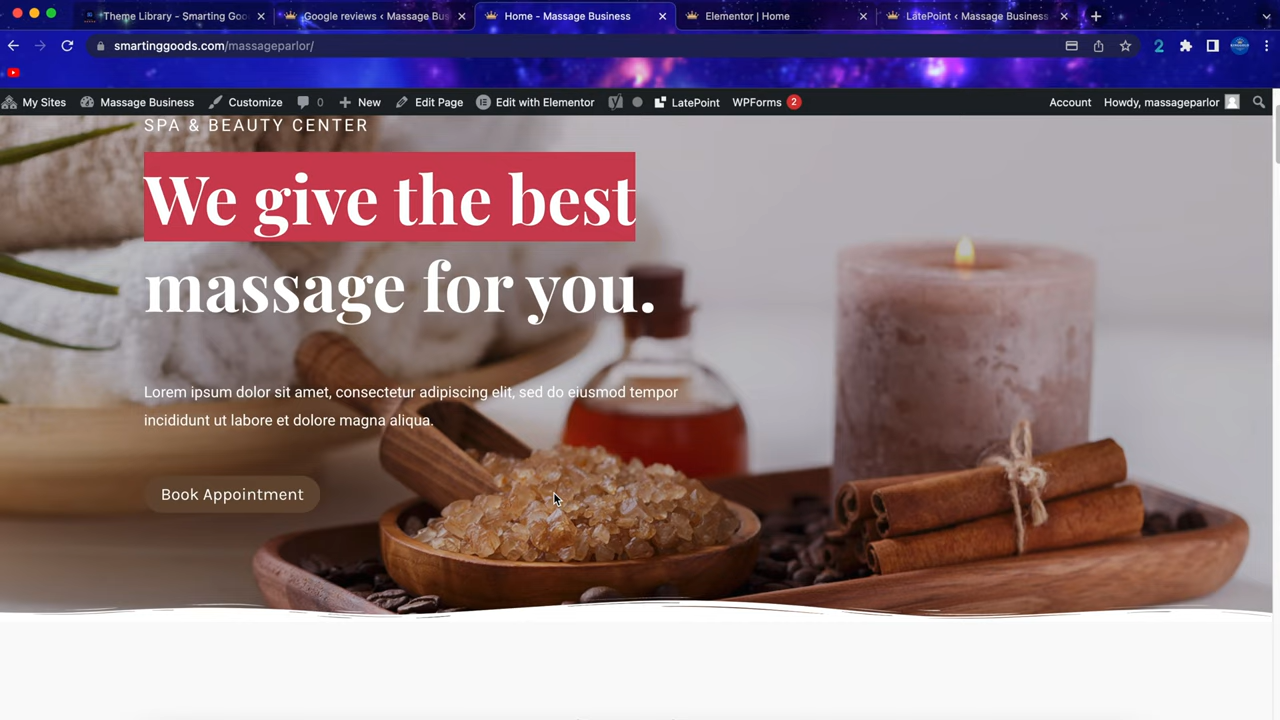 Theme Library - Smarting Goo
Google reviews ‹ Massage Bus
Home - Massage Business
Elementor | Home
LatePoint ‹ Massage Business
smartinggoods.com/massageparlor/
2
My Sites
Massage Business
Customize
0
New
Edit Page
Edit with Elementor
LatePoint
WPForms 2
Account
Howdy, massageparlor
SPA & BEAUTY CENTER
We give the best
massage for you.
Lorem ipsum dolor sit amet, consectetur adipiscing elit, sed do eiusmod tempor
incididunt ut labore et dolore magna aliqua.
Book Appointment